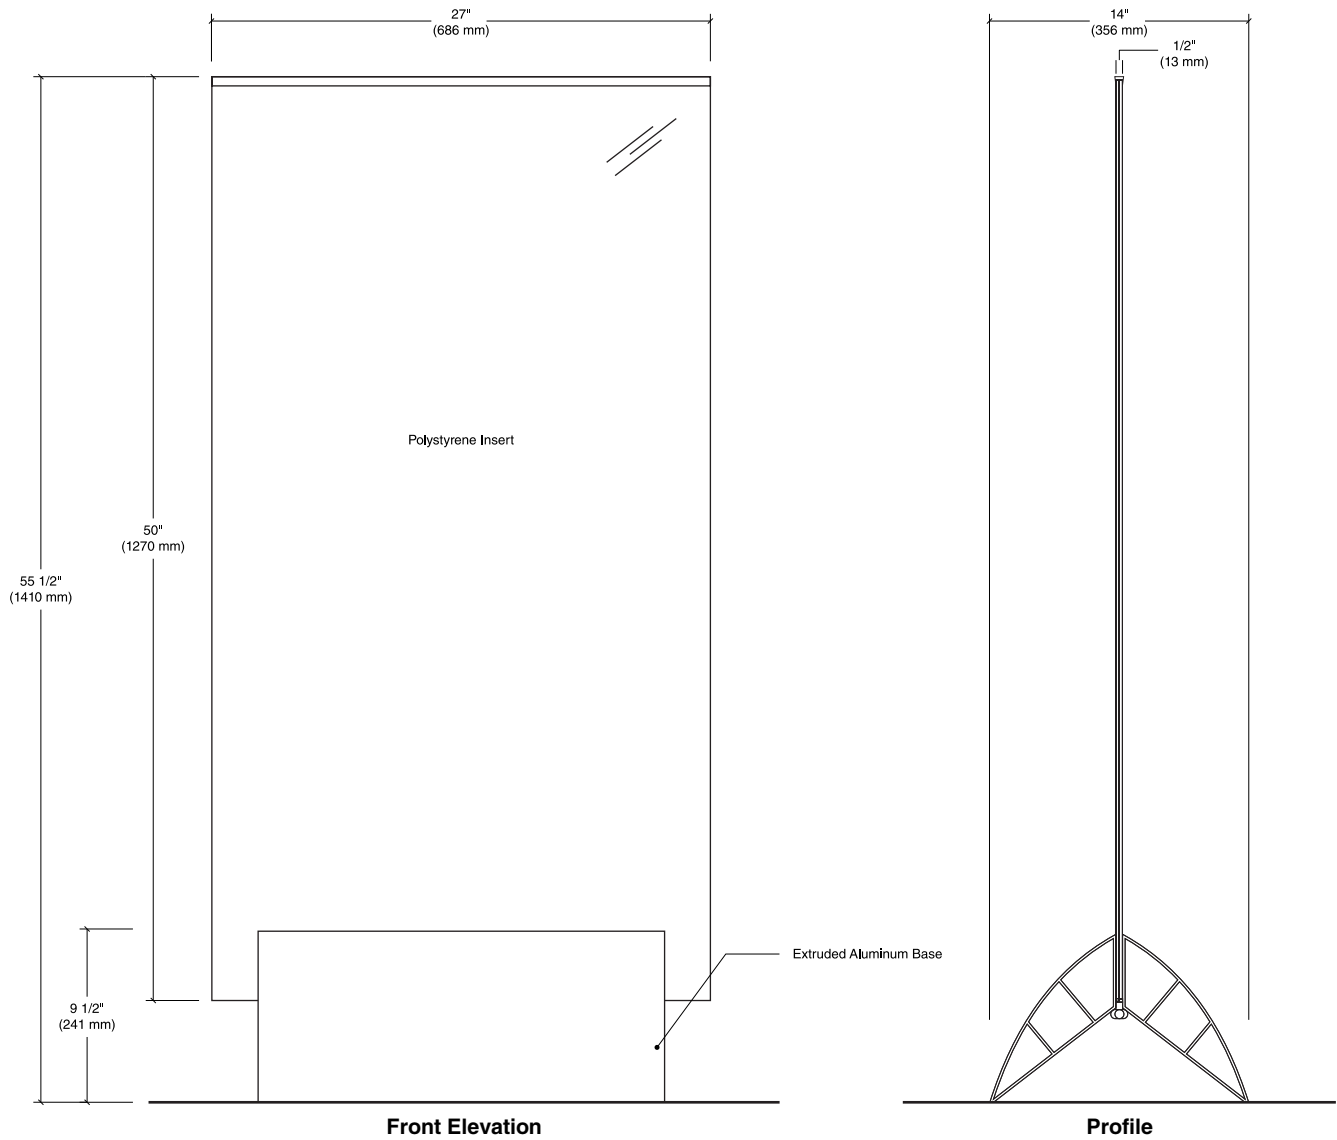 27"
(686 mm)
14"
(356 mm)
1/2"
(13 mm)
Polystyrene Insert
50"
(1270 mm)
55 1/2"
(1410 mm)
Extruded Aluminum Base
9 1/2"
(241 mm)
Front Elevation
Profile